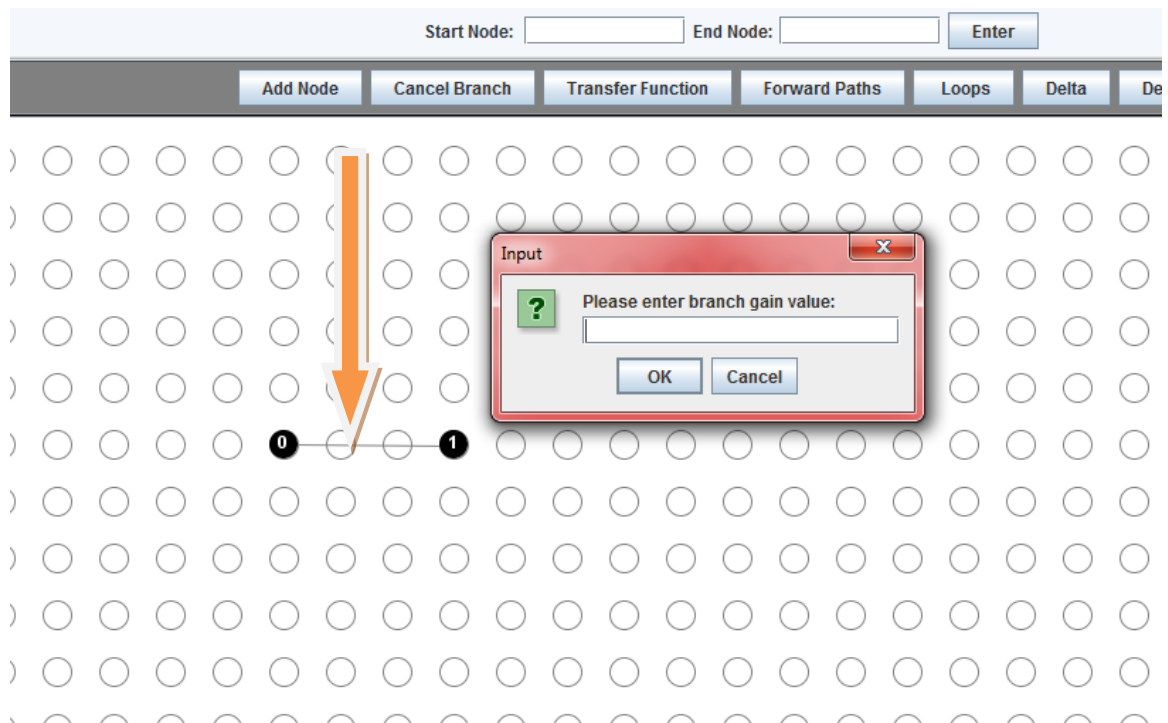 Start Node: End Node: Enter
Add Node Cancel Branch Transfer Function Forward Paths Loops Delta De
Input x
? Please enter branch gain value:
OK Cancel
0 1